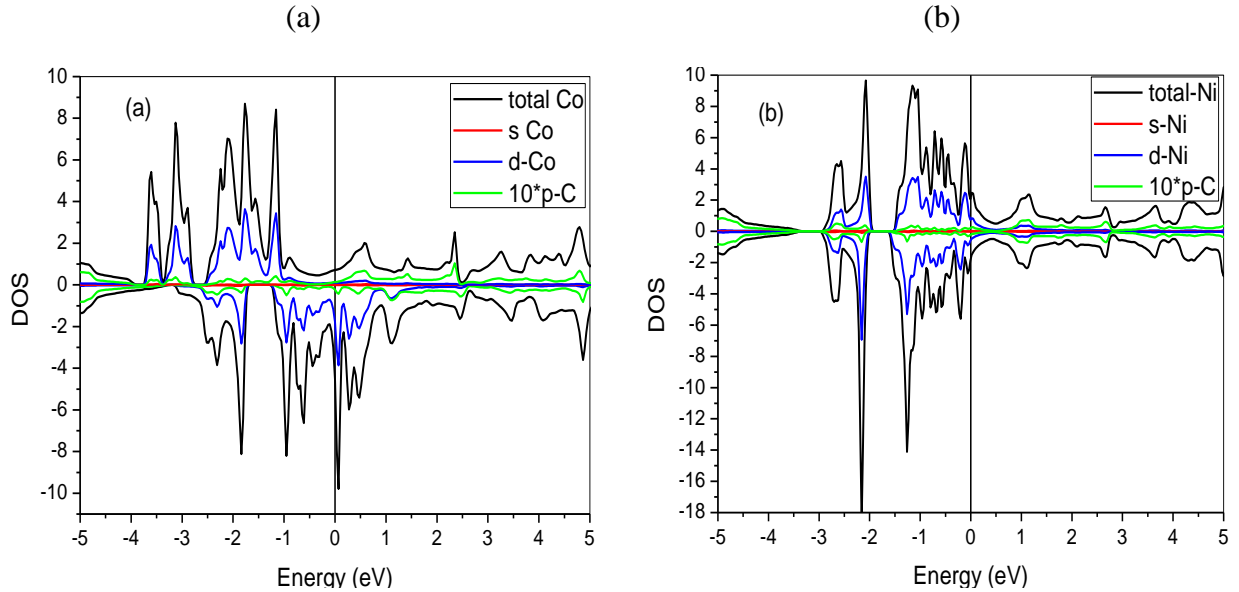 (a) (b)
(a)
total Co
s Co
d-Co
10*p-C
10
8
6
4
2
0
-2
-4
-6
-8
-10
DOS
-5 -4 -3 -2 -1 0 1 2 3 4 5
Energy (eV)
(b)
total-Ni
s-Ni
d-Ni
10*p-C
10
8
6
4
2
0
-2
-4
-6
-8
-10
-12
-14
-16
-18
DOS
-5 -4 -3 -2 -1 0 1 2 3 4 5
Energy (eV)